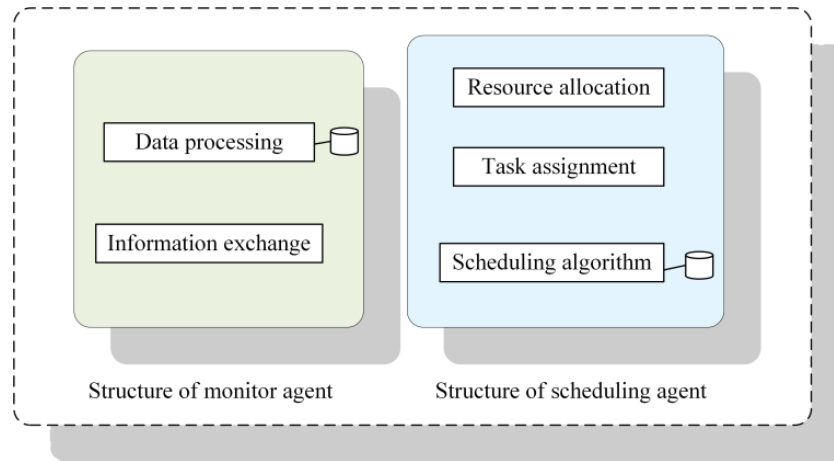 Data processing
Information exchange
Structure of monitor agent
Resource allocation
Task assignment
Scheduling algorithm
Structure of scheduling agent